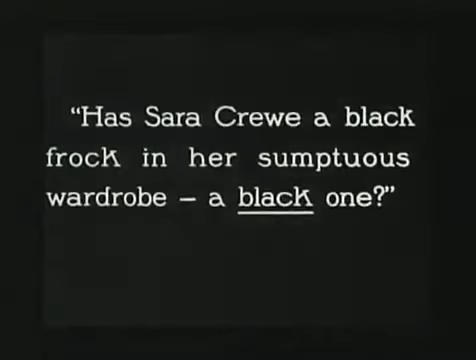 “Has Sara Crewe a black
frock in her sumptuous
wardrobe – a black one?”